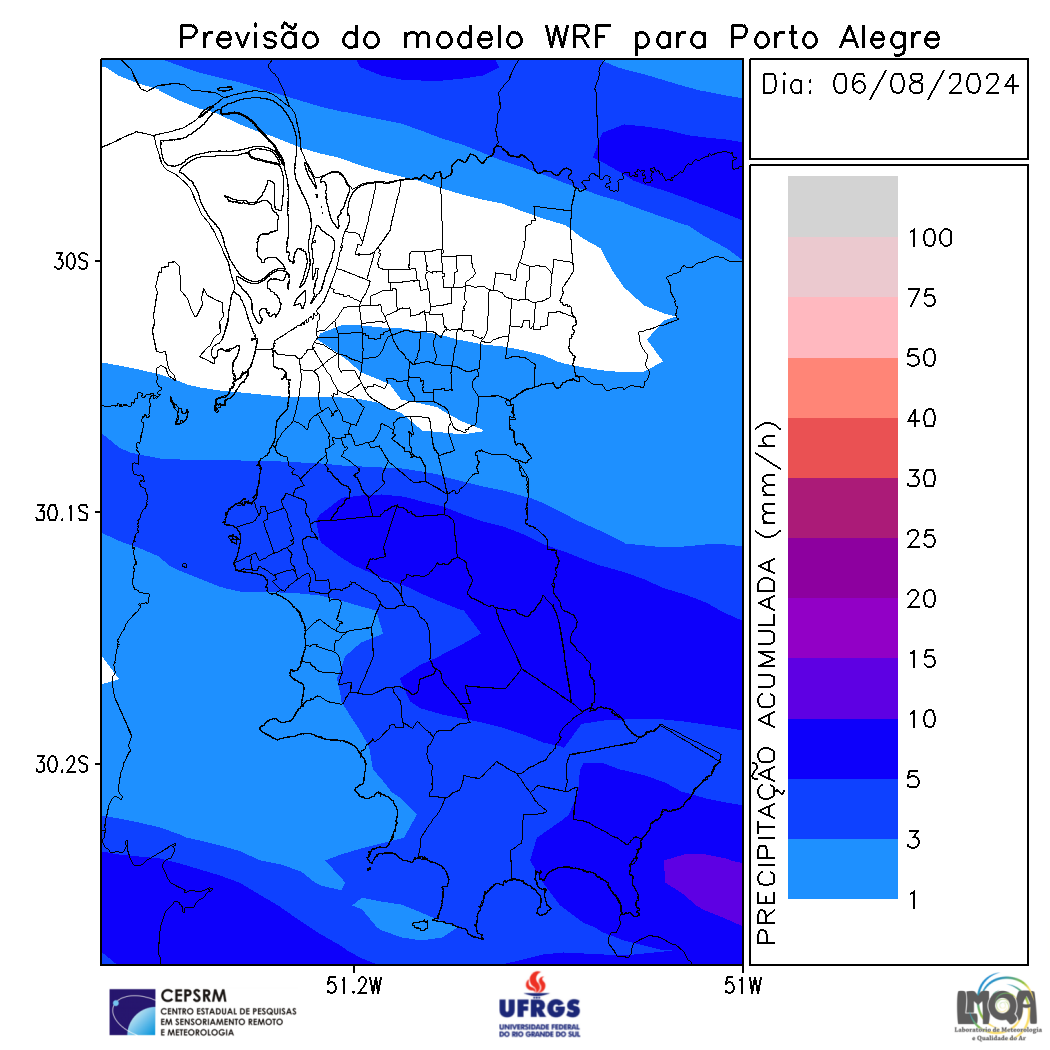 Previsão do modelo WRF para Porto Alegre
Dia: 06/08/2024
30S
30.1S
30.2S
51.2W
51W
PRECIPITAÇÃO ACUMULADA (mm/h)
100
75
50
40
30
25
20
15
10
5
3
1
CEPSRM
CENTRO ESTADUAL DE PESQUISAS
EM SENSORIAMENTO REMOTO
E METEOROLOGIA
UFRGS
UNIVERSIDADE FEDERAL
DO RIO GRANDE DO SUL
LMQA
Laboratório de Meteorologia
e Qualidade do Ar